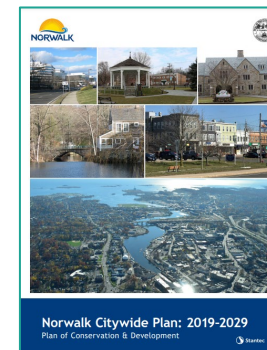 NORWALK
Norwalk Citywide Plan: 2019-2029
Plan of Conservation & Development
Stantec